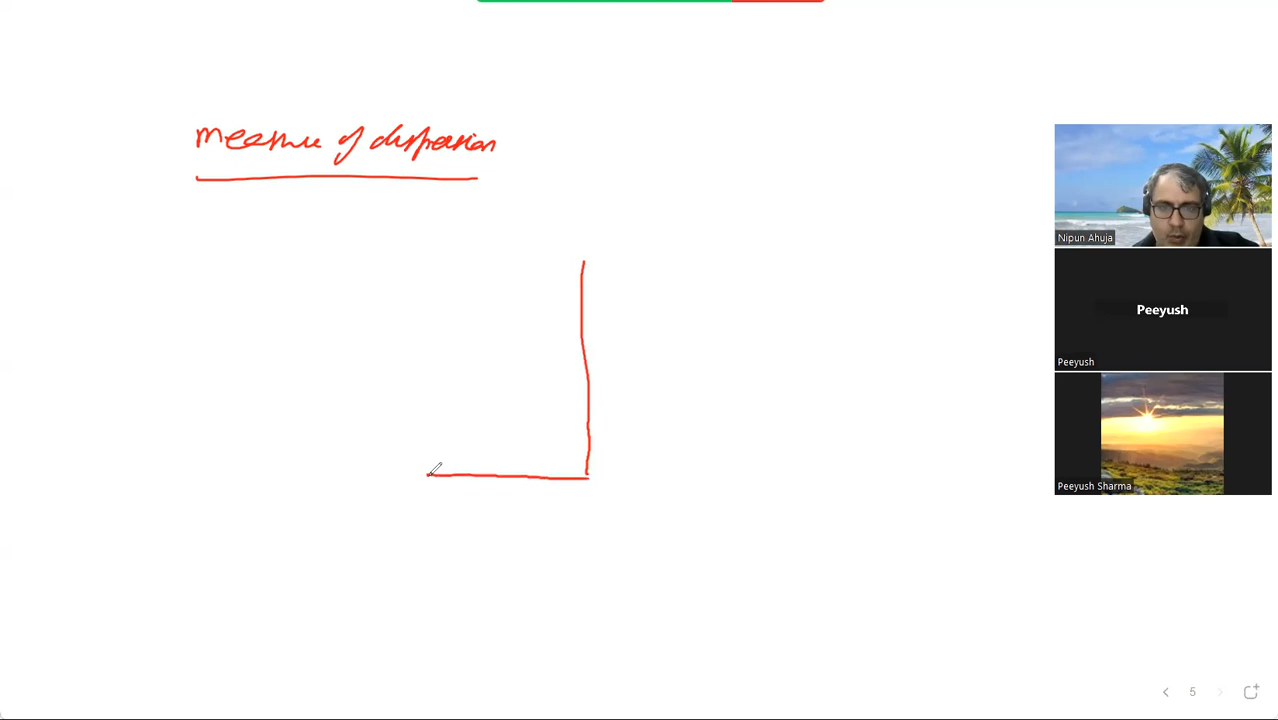 measure of dispersion
Nipun Ahuja
Peeyush
Peeyush
Peeyush Sharma
5